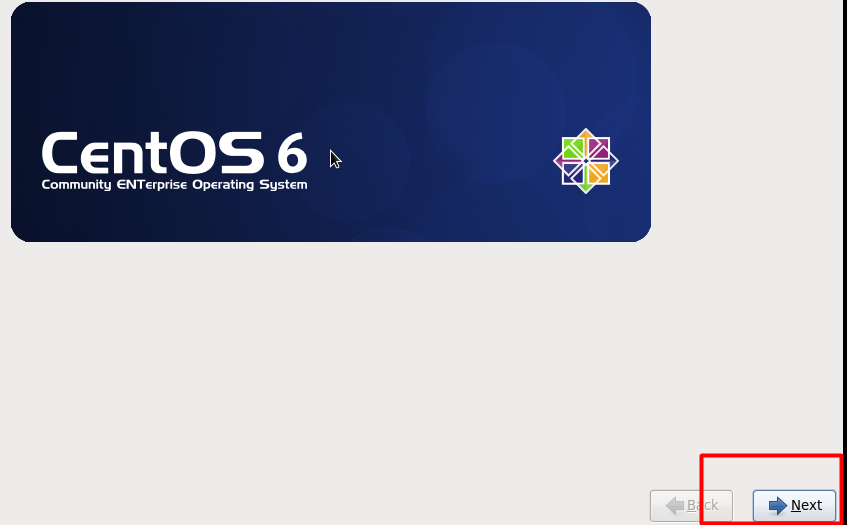 CentOS 6
Community ENTerprise Operating System
Back
Next